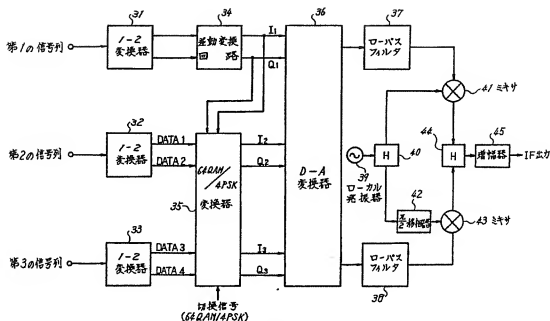 31
34
36
37
第1の信号列
1-2
変換器
差動変換
回路
I1
Q1
ローパス
フィルタ
41 ミキサ
32
第2の信号列
1-2
変換器
DATA 1
DATA 2
64QAM
/4PSK
変換器
35
I2
Q2
D-A
変換器
39
ローカル
発振器
H
40
42
π/2移相器
44
H
45
増幅器
IF出力
43 ミキサ
33
第3の信号列
1-2
変換器
DATA 3
DATA 4
I3
Q3
ローパス
フィルタ
38
切換信号
(64QAM/4PSK)